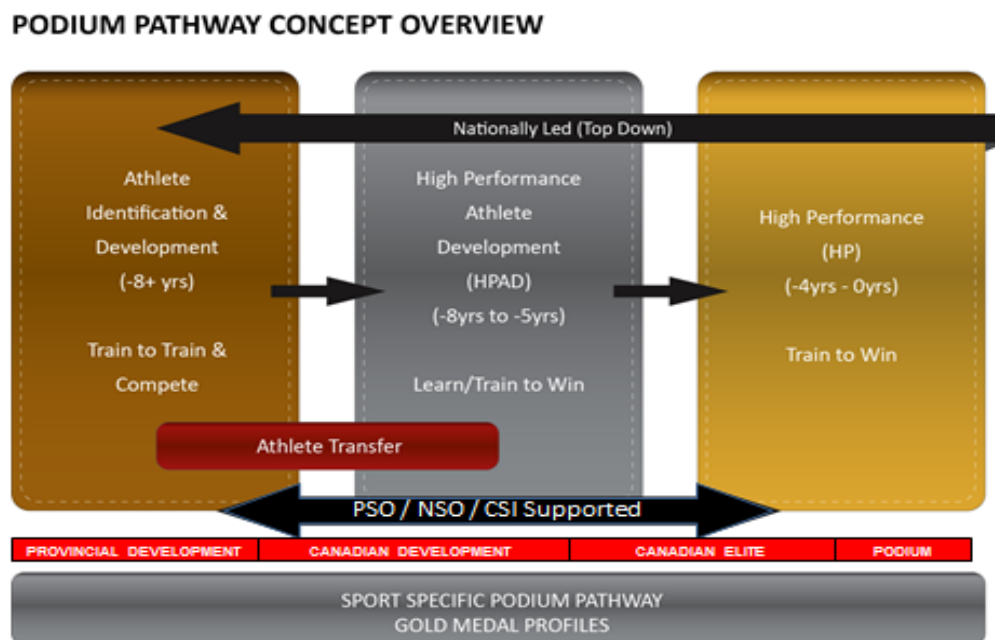 PODIUM PATHWAY CONCEPT OVERVIEW
Nationally Led (Top Down)
Athlete
Identification &
Development
(-8+ yrs)
Train to Train &
Compete
High Performance
Athlete
Development
(HPAD)
(-8yrs to -5yrs)
Learn/Train to Win
High Performance
(HP)
(-4yrs - 0yrs)
Train to Win
Athlete Transfer
PSO / NSO / CSI Supported
PROVINCIAL DEVELOPMENT
CANADIAN DEVELOPMENT
CANADIAN ELITE
PODIUM
SPORT SPECIFIC PODIUM PATHWAY
GOLD MEDAL PROFILES